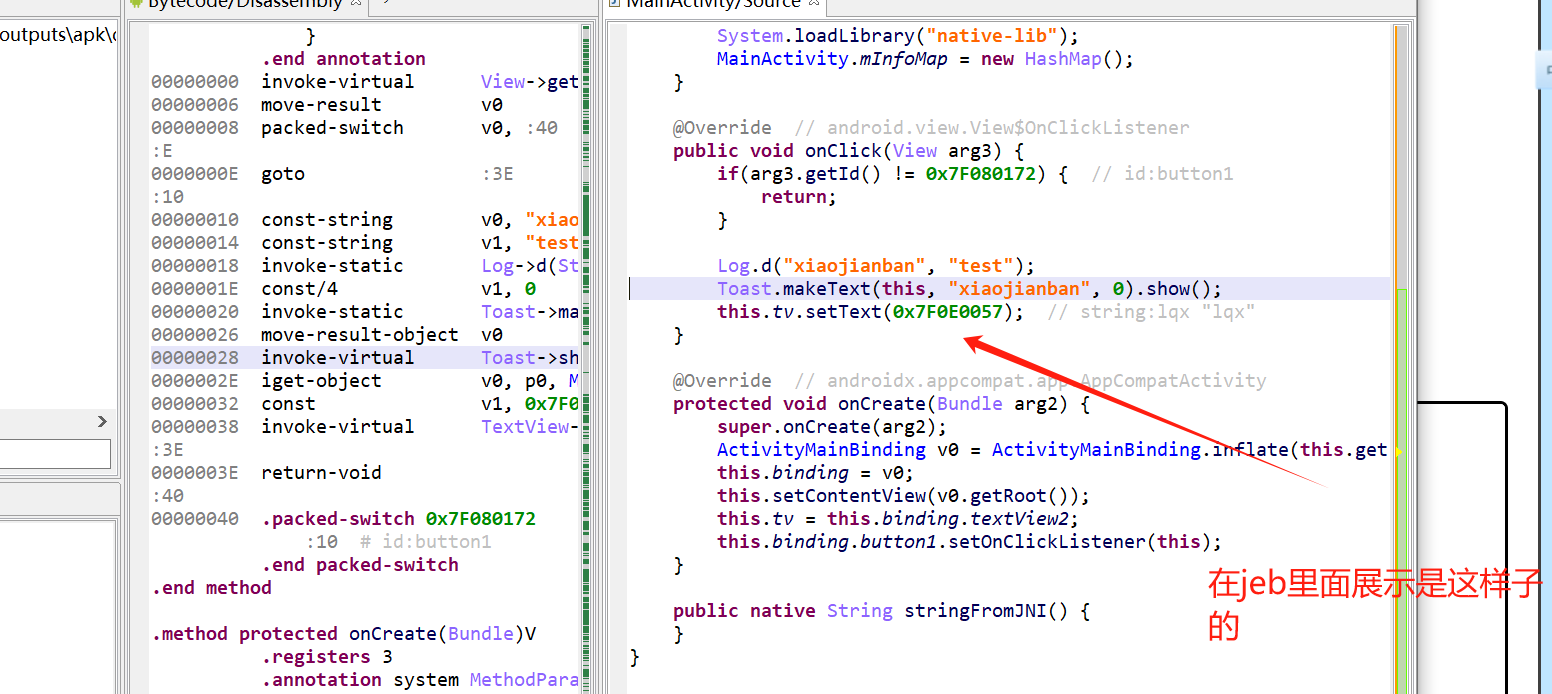 Bytecode/Disassembly
MainActivity/Source
outputs\apk\
}
.end annotation
00000000 invoke-virtual View->get
00000006 move-result v0
00000008 packed-switch v0, :40
:E
0000000E goto :3E
:10
00000010 const-string v0, "xiao
00000014 const-string v1, "test
00000018 invoke-static Log->d(St
0000001E const/4 v1, 0
00000020 invoke-static Toast->ma
00000026 move-result-object v0
00000028 invoke-virtual Toast->sh
0000002E iget-object v0, p0, M
00000032 const v1, 0x7F0
00000038 invoke-virtual TextView-
:3E
0000003E return-void
:40
00000040 .packed-switch 0x7F080172
:10 # id:button1
.end packed-switch
.end method
.method protected onCreate(Bundle)V
.registers 3
.annotation system MethodPara
System.loadLibrary("native-lib");
MainActivity.mInfoMap = new HashMap();
}
@Override // android.view.View$OnClickListener
public void onClick(View arg3) {
if(arg3.getId() != 0x7F080172) { // id:button1
return;
}
Log.d("xiaojianban", "test");
Toast.makeText(this, "xiaojianban", 0).show();
this.tv.setText(0x7F0E0057); // string:lqx "lqx"
}
@Override // androidx.appcompat.app.AppCompatActivity
protected void onCreate(Bundle arg2) {
super.onCreate(arg2);
ActivityMainBinding v0 = ActivityMainBinding.inflate(this.get
this.binding = v0;
this.setContentView(v0.getRoot());
this.tv = this.binding.textView2;
this.binding.button1.setOnClickListener(this);
}
public native String stringFromJNI() {
}
}
在jeb里面展示是这样子
的